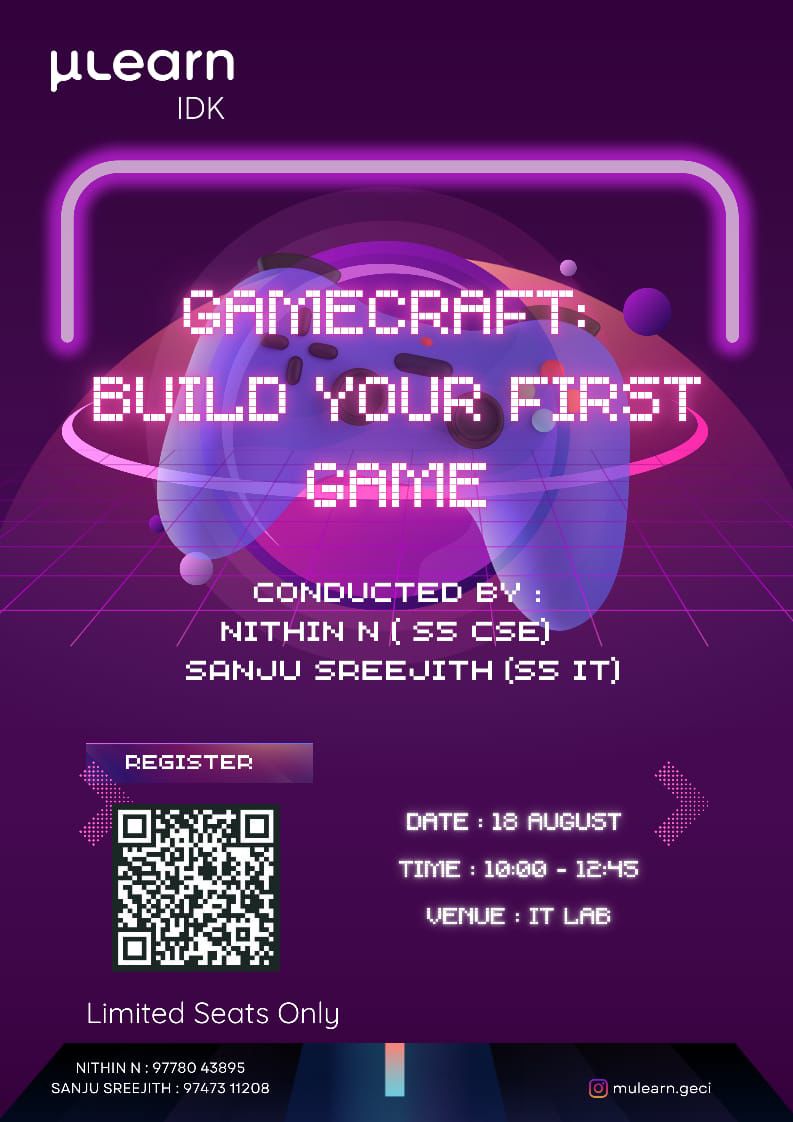 µLearn
IDK
GAMECRAFT:
BUILD YOUR FIRST
GAME
CONDUCTED BY :
NITHIN N ( S5 CSE)
SANJU SREEJITH (S5 IT)
REGISTER
DATE : 18 AUGUST
TIME : 10:00 - 12:45
VENUE : IT LAB
Limited Seats Only
NITHIN N : 97780 43895
SANJU SREEJITH : 97473 11208
mulearn.geci